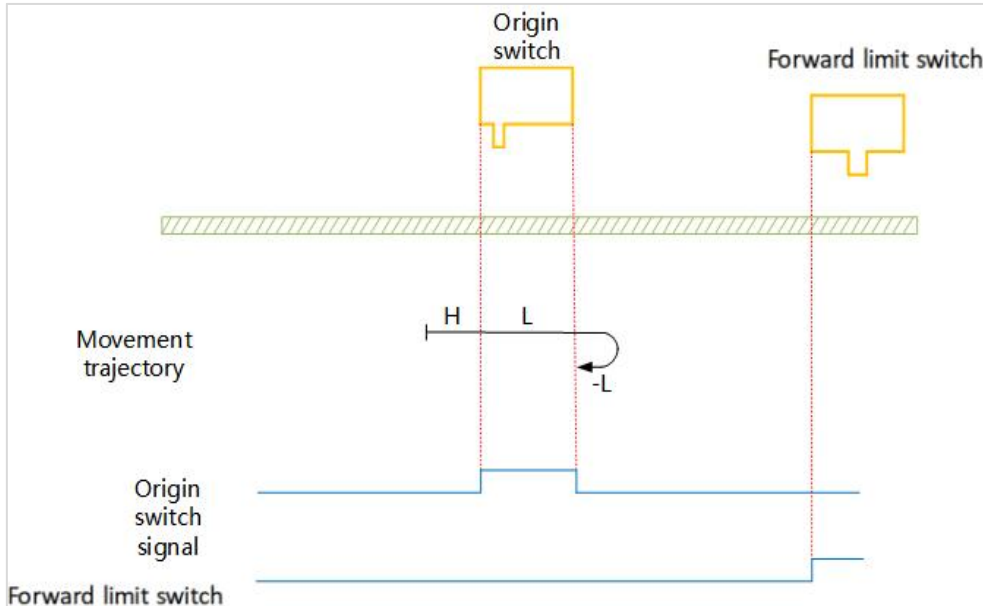 Origin
switch
Forward limit switch
H
L
Movement
trajectory
-L
Origin
switch
signal
Forward limit switch